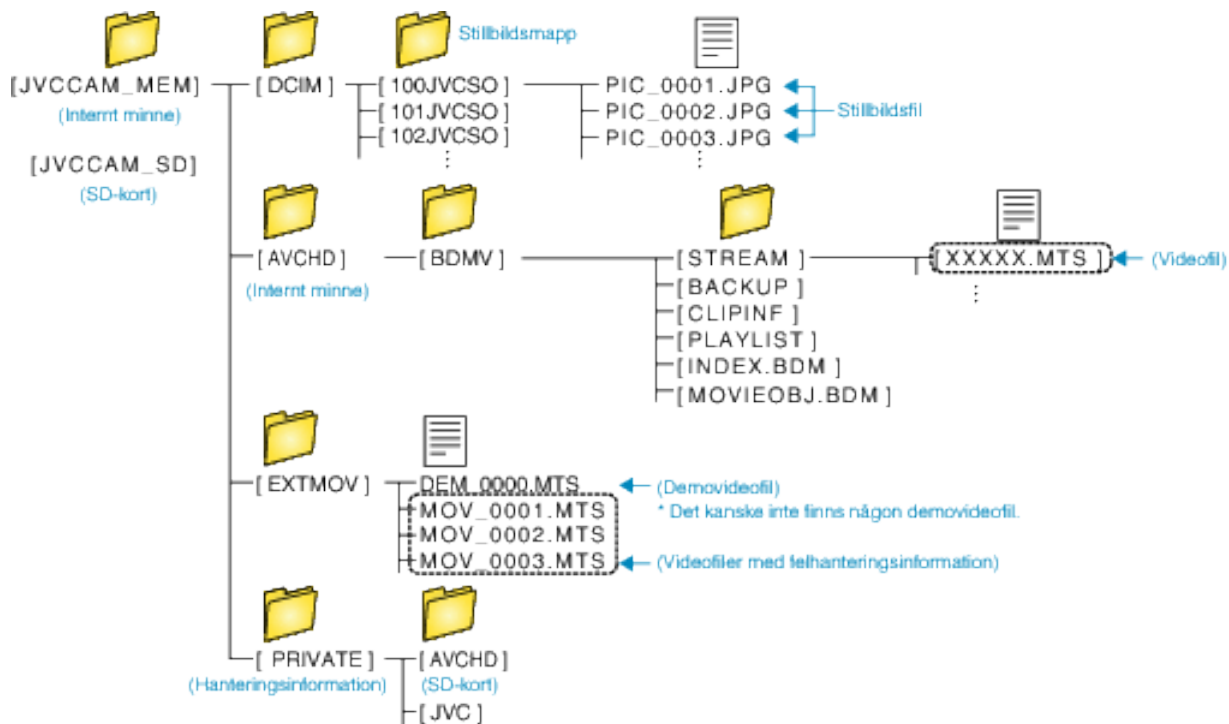 Stillbildsmapp
[JVCCAM_MEM]
(Internt minne)
[JVCCAM_SD]
(SD-kort)
[DCIM]
[100JVCSO]
[101JVCSO]
[102JVCSO]
PIC_0001.JPG
PIC_0002.JPG
PIC_0003.JPG
Stillbildsfil
[AVCHD]
(Internt minne)
[BDMV]
[STREAM]
[BACKUP]
[CLIPINF]
[PLAYLIST]
[INDEX.BDM]
[MOVIEOBJ.BDM]
[XXXXX.MTS]
(Videofil)
[EXTMOV]
DEM_0000.MTS
(Demovideofil)
* Det kanske inte finns någon demovideofil.
MOV_0001.MTS
MOV_0002.MTS
MOV_0003.MTS
(Videofiler med felhanteringsinformation)
[PRIVATE]
(Hanteringsinformation)
[AVCHD]
(SD-kort)
[JVC]